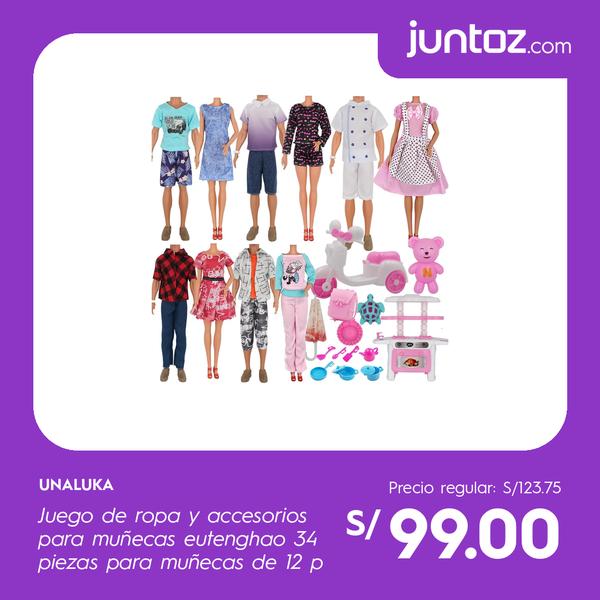 juntoz.com
UNALUKA
Juego de ropa y accesorios
para muñecas eutenghao 34
piezas para muñecas de 12 p
Precio regular: S/123.75
S/99.00
N